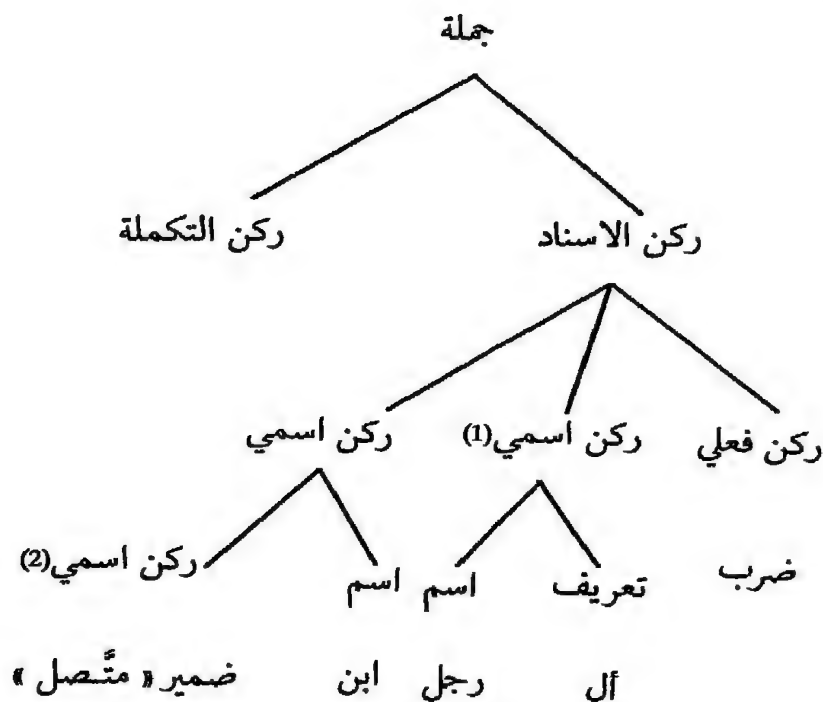 جملة
ركن الاسناد ركن التكملة
ركن فعلي ركن اسمي(1) ركن اسمي
ضرب تعريف اسم اسم ركن اسمي(2)
أل رجل ابن ضمير « متَّصل »